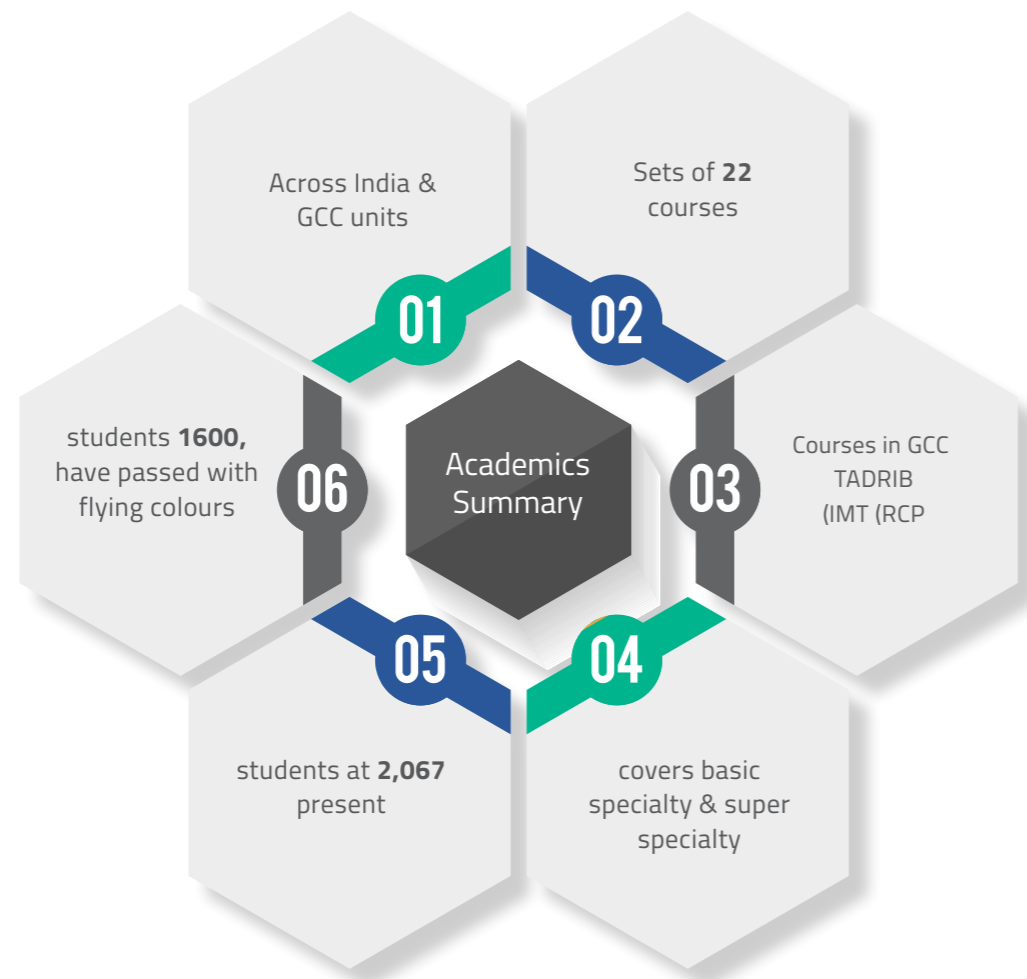 Across India &
GCC units
01
Sets of 22
courses
02
Courses in GCC
TADRIB
(IMT (RCP
03
covers basic
specialty & super
specialty
04
students at 2,067
present
05
students 1600,
have passed with
flying colours
06
Academics
Summary